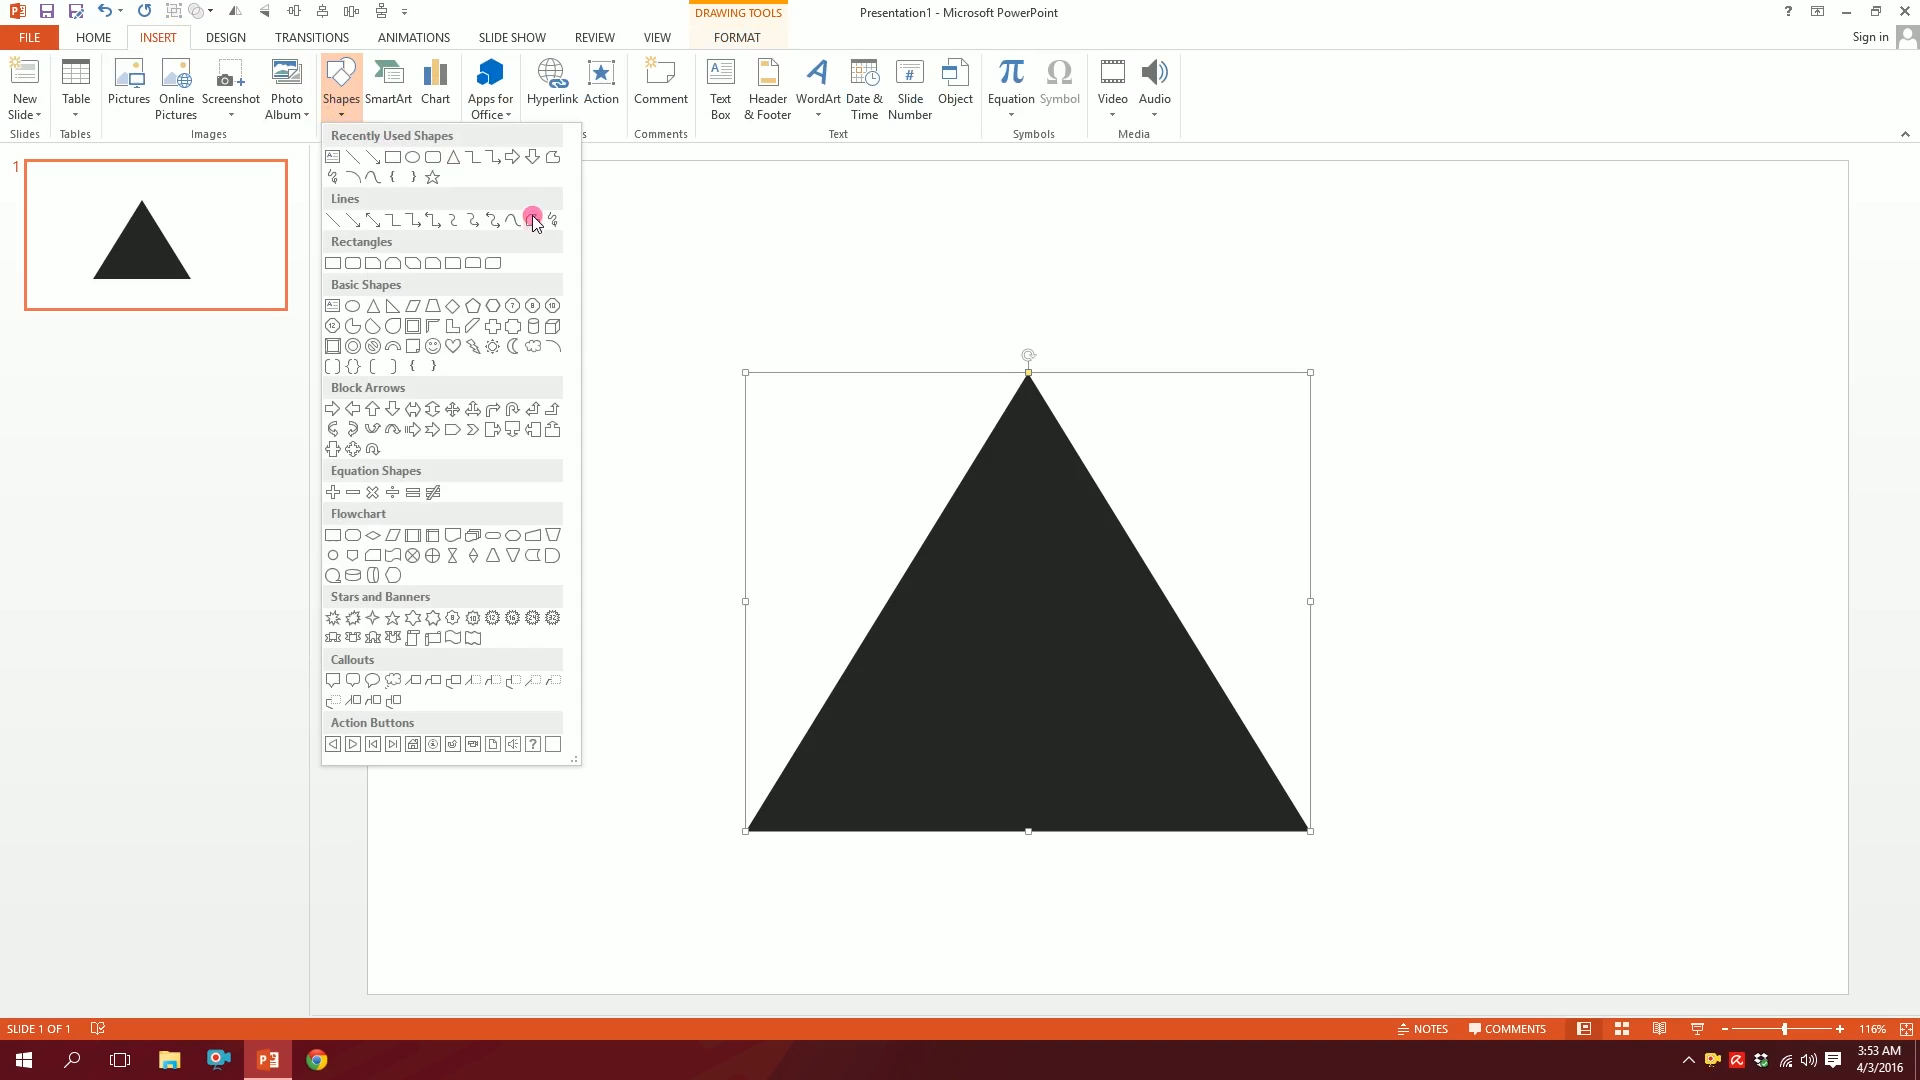 DRAWING TOOLS
Presentation1 - Microsoft PowerPoint
FILE HOME INSERT DESIGN TRANSITIONS ANIMATIONS SLIDE SHOW REVIEW VIEW FORMAT
Sign in
New Slide
Table
Pictures
Online Pictures
Screenshot
Photo Album
Shapes
SmartArt
Chart
Apps for Office
Hyperlink
Action
Comment
Text Box
Header & Footer
WordArt
Date & Time
Slide Number
Object
Equation
Symbol
Video
Audio
Slides
Tables
Images
Comments
Text
Symbols
Media
1
Recently Used Shapes
Lines
Rectangles
Basic Shapes
Block Arrows
Equation Shapes
Flowchart
Stars and Banners
Callouts
Action Buttons
SLIDE 1 OF 1
NOTES
COMMENTS
116%
3:53 AM
4/3/2016